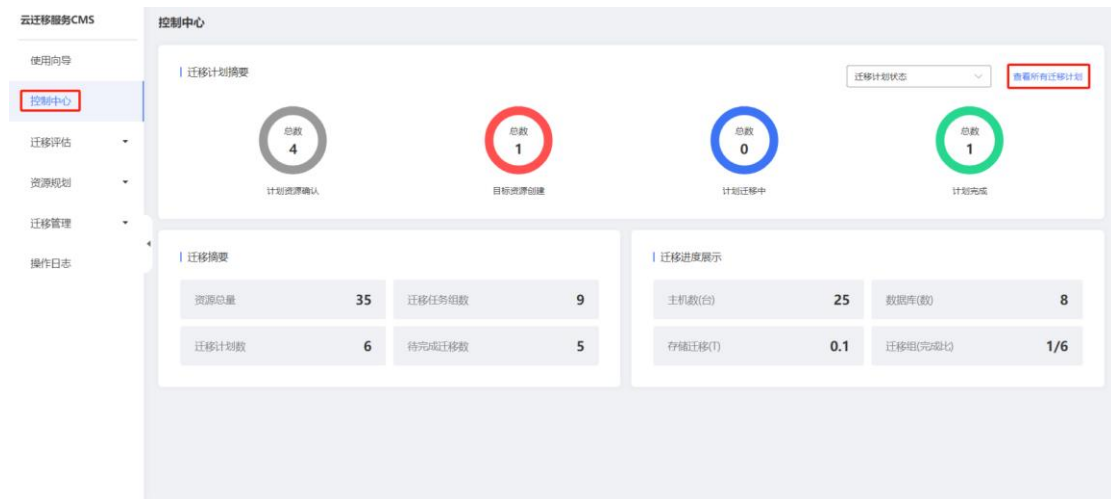 云迁移服务CMS
使用向导
控制中心
迁移评估
资源规划
迁移管理
操作日志
控制中心
迁移计划摘要
迁移计划状态
查看所有迁移计划
总数
4
计划资源确认
总数
1
目标资源创建
总数
0
计划迁移中
总数
1
计划完成
迁移摘要
资源总量 35
迁移任务组数 9
迁移计划数 6
待完成迁移数 5
迁移进度展示
主机数(台) 25
数据库(数) 8
存储迁移(T) 0.1
迁移组(完成比) 1/6